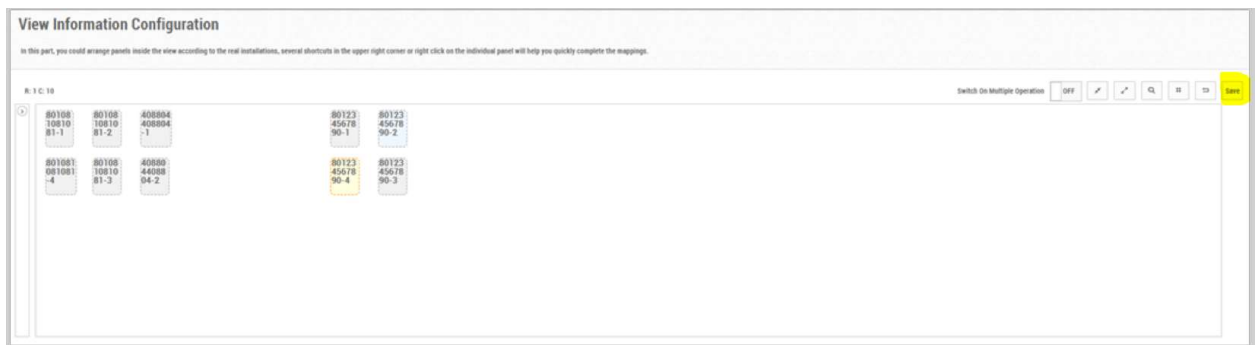 View Information Configuration
In this part, you could arrange panels inside the view according to the real installations, several shortcuts in the upper right corner or right click on the individual panel will help you quickly complete the mappings.
R: 1 C: 10
Switch On Multiple Operation OFF Save
80108 80108 408804 80123 80123
10810 10810 408804 45678 45678
81-1 81-2 -1 90-1 90-2
801081 80108 40880 80123 80123
081081 10810 44088 45678 45678
-4 81-3 04-2 90-4 90-3